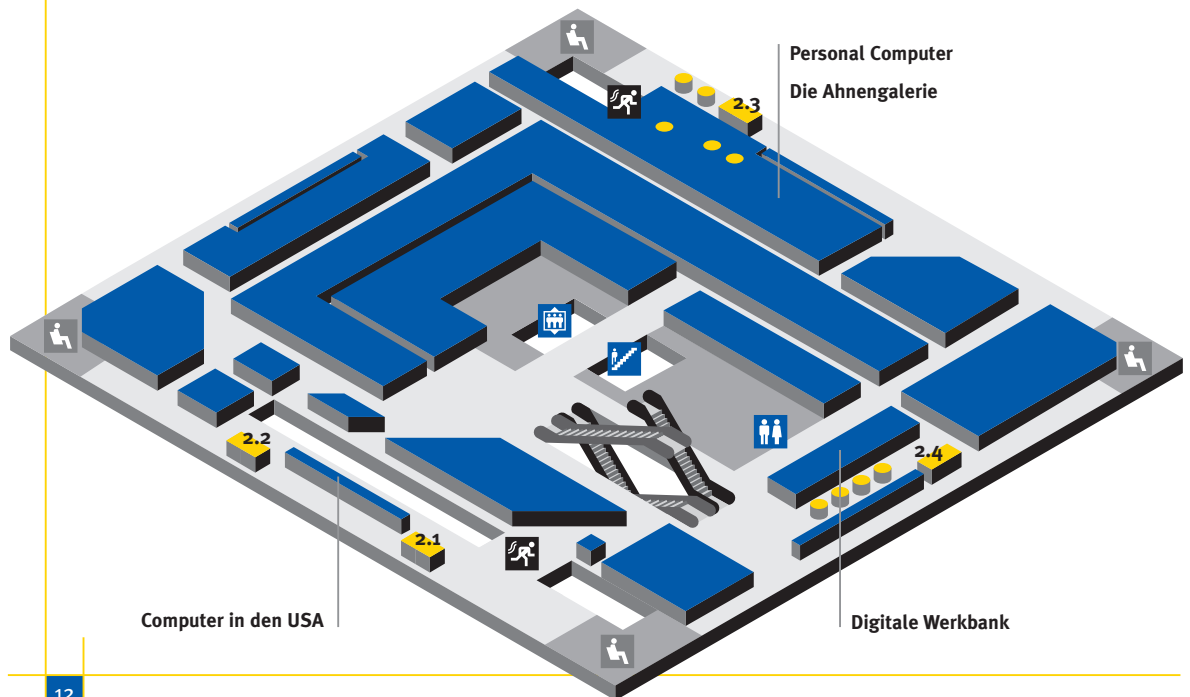 Personal Computer
Die Ahnengalerie
2.3
2.2
2.4
2.1
Computer in den USA
Digitale Werkbank
12